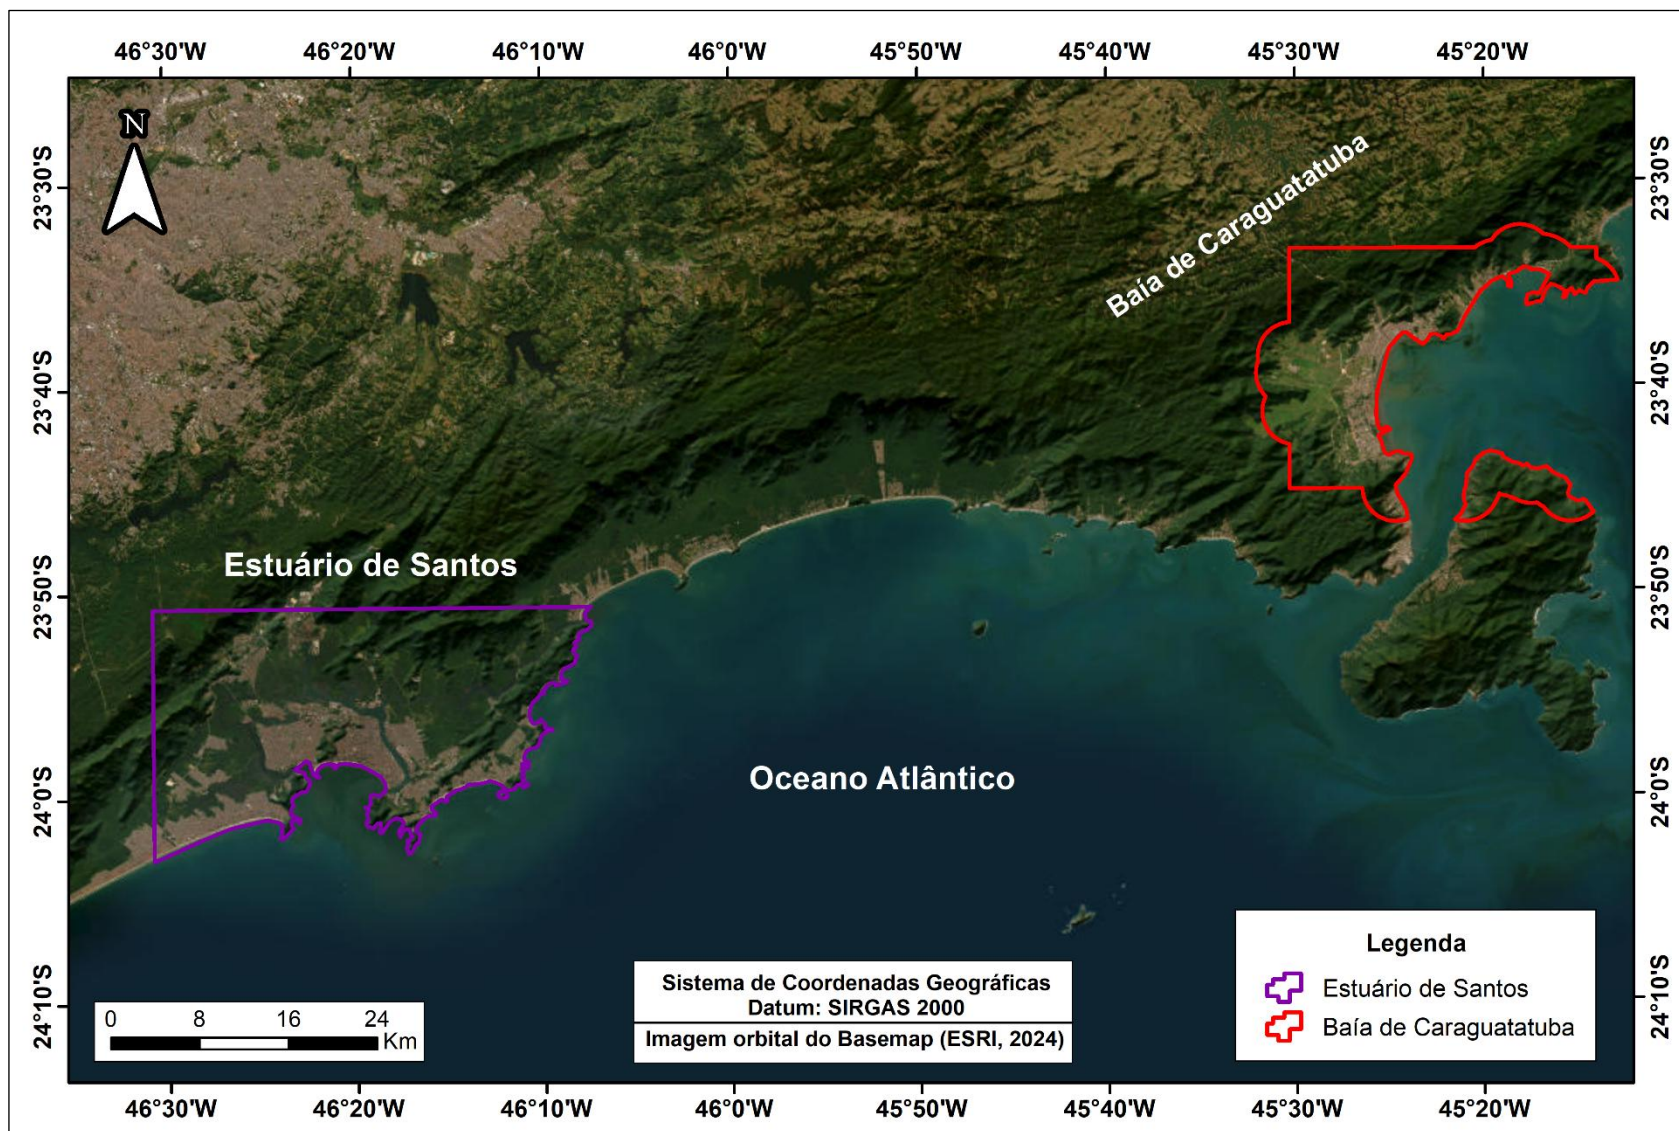 46°30'W 46°20'W 46°10'W 46°0'W 45°50'W 45°40'W 45°30'W 45°20'W
N
23°30'S 23°30'S
Baía de Caraguatatuba
23°40'S 23°40'S
Estuário de Santos
23°50'S 23°50'S
Oceano Atlântico
24°0'S 24°0'S
Legenda
Estuário de Santos
Baía de Caraguatatuba
Sistema de Coordenadas Geográficas
Datum: SIRGAS 2000
Imagem orbital do Basemap (ESRI, 2024)
24°10'S 24°10'S
0 8 16 24
Km
46°30'W 46°20'W 46°10'W 46°0'W 45°50'W 45°40'W 45°30'W 45°20'W